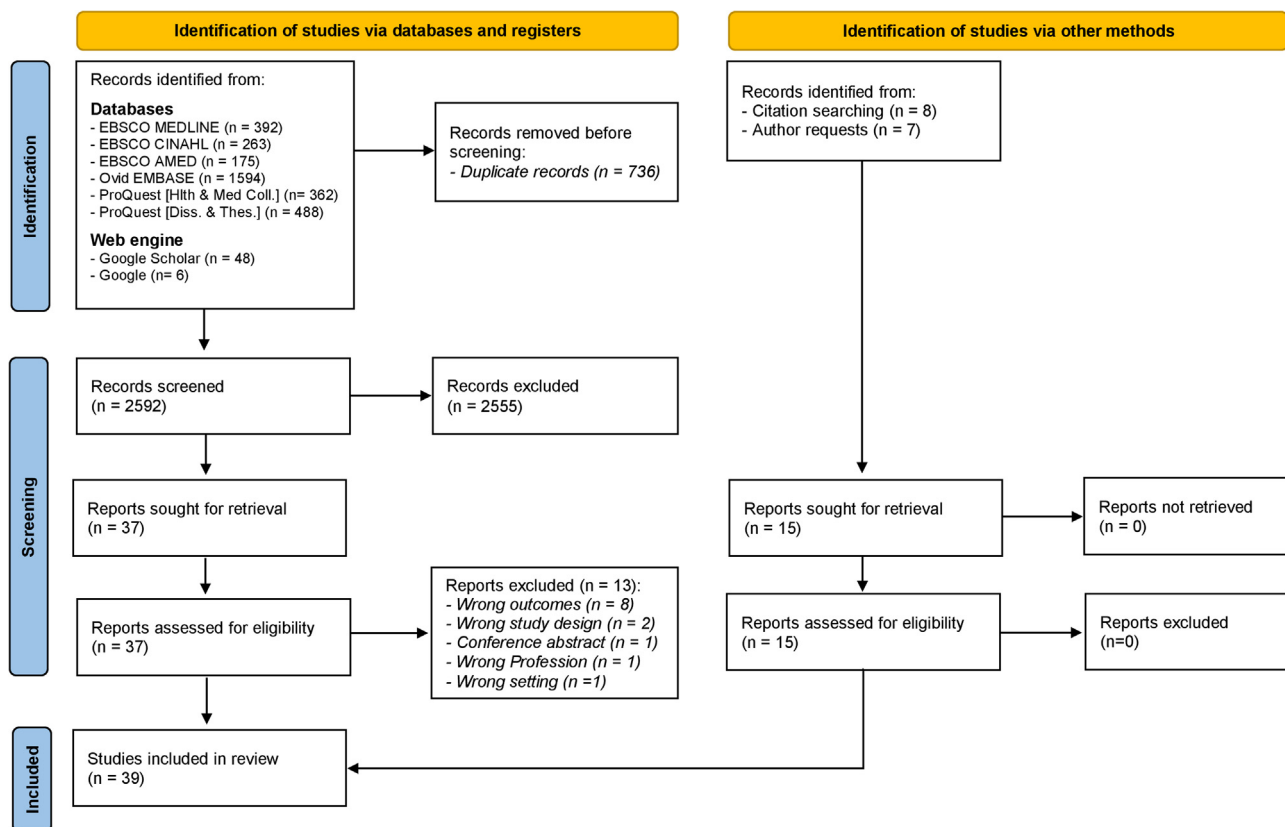 Identification of studies via databases and registers
Identification of studies via other methods
Identification
Records identified from:
Databases
- EBSCO MEDLINE (n = 392)
- EBSCO CINAHL (n = 263)
- EBSCO AMED (n = 175)
- Ovid EMBASE (n = 1594)
- ProQuest [Hlth & Med Coll.] (n= 362)
- ProQuest [Diss. & Thes.] (n = 488)
Web engine
- Google Scholar (n = 48)
- Google (n= 6)
Records removed before
screening:
- Duplicate records (n = 736)
Records identified from:
- Citation searching (n = 8)
- Author requests (n = 7)
Screening
Records screened
(n = 2592)
Records excluded
(n = 2555)
Reports sought for retrieval
(n = 37)
Reports sought for retrieval
(n = 15)
Reports not retrieved
(n = 0)
Reports assessed for eligibility
(n = 37)
Reports excluded (n = 13):
- Wrong outcomes (n = 8)
- Wrong study design (n = 2)
- Conference abstract (n = 1)
- Wrong Profession (n = 1)
- Wrong setting (n =1)
Reports assessed for eligibility
(n = 15)
Reports excluded
(n=0)
Included
Studies included in review
(n = 39)